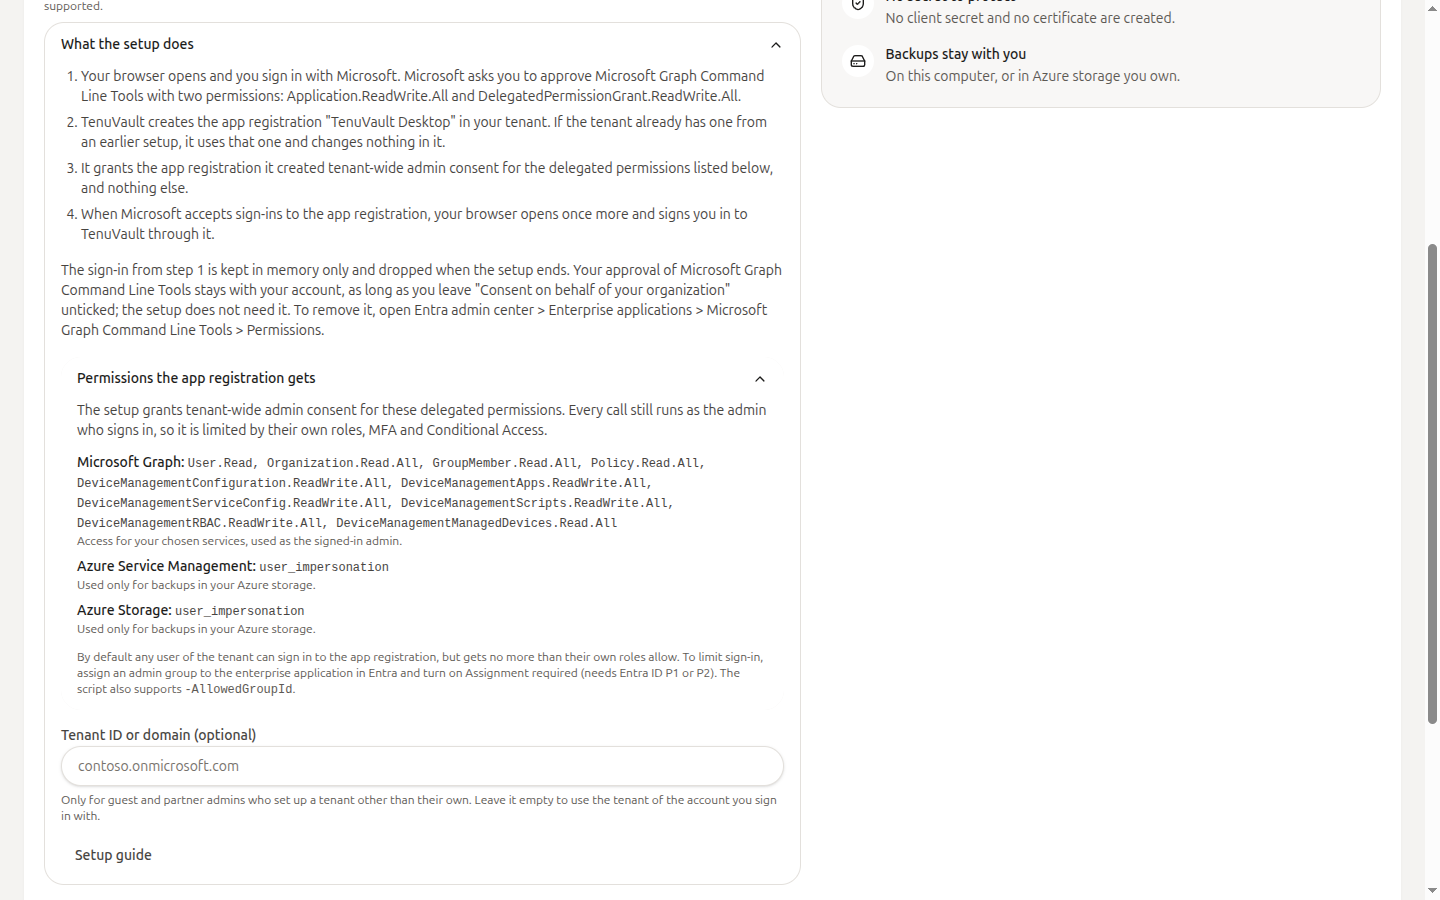 supported.
What the setup does
1. Your browser opens and you sign in with Microsoft. Microsoft asks you to approve Microsoft Graph Command
Line Tools with two permissions: Application.ReadWrite.All and DelegatedPermissionGrant.ReadWrite.All.
2. TenuVault creates the app registration "TenuVault Desktop" in your tenant. If the tenant already has one from
an earlier setup, it uses that one and changes nothing in it.
3. It grants the app registration it created tenant-wide admin consent for the delegated permissions listed below,
and nothing else.
4. When Microsoft accepts sign-ins to the app registration, your browser opens once more and signs you in to
TenuVault through it.
The sign-in from step 1 is kept in memory only and dropped when the setup ends. Your approval of Microsoft Graph
Command Line Tools stays with your account, as long as you leave "Consent on behalf of your organization"
unticked; the setup does not need it. To remove it, open Entra admin center > Enterprise applications > Microsoft
Graph Command Line Tools > Permissions.
Permissions the app registration gets
The setup grants tenant-wide admin consent for these delegated permissions. Every call still runs as the admin
who signs in, so it is limited by their own roles, MFA and Conditional Access.
Microsoft Graph: User.Read, Organization.Read.All, GroupMember.Read.All, Policy.Read.All,
DeviceManagementConfiguration.ReadWrite.All, DeviceManagementApps.ReadWrite.All,
DeviceManagementServiceConfig.ReadWrite.All, DeviceManagementScripts.ReadWrite.All,
DeviceManagementRBAC.ReadWrite.All, DeviceManagementManagedDevices.Read.All
Access for your chosen services, used as the signed-in admin.
Azure Service Management: user_impersonation
Used only for backups in your Azure storage.
Azure Storage: user_impersonation
Used only for backups in your Azure storage.
By default any user of the tenant can sign in to the app registration, but gets no more than their own roles allow. To limit sign-in,
assign an admin group to the enterprise application in Entra and turn on Assignment required (needs Entra ID P1 or P2). The
script also supports -AllowedGroupId.
Tenant ID or domain (optional)
contoso.onmicrosoft.com
Only for guest and partner admins who set up a tenant other than their own. Leave it empty to use the tenant of the account you sign
in with.
Setup guide
No secret to protect
No client secret and no certificate are created.
Backups stay with you
On this computer, or in Azure storage you own.